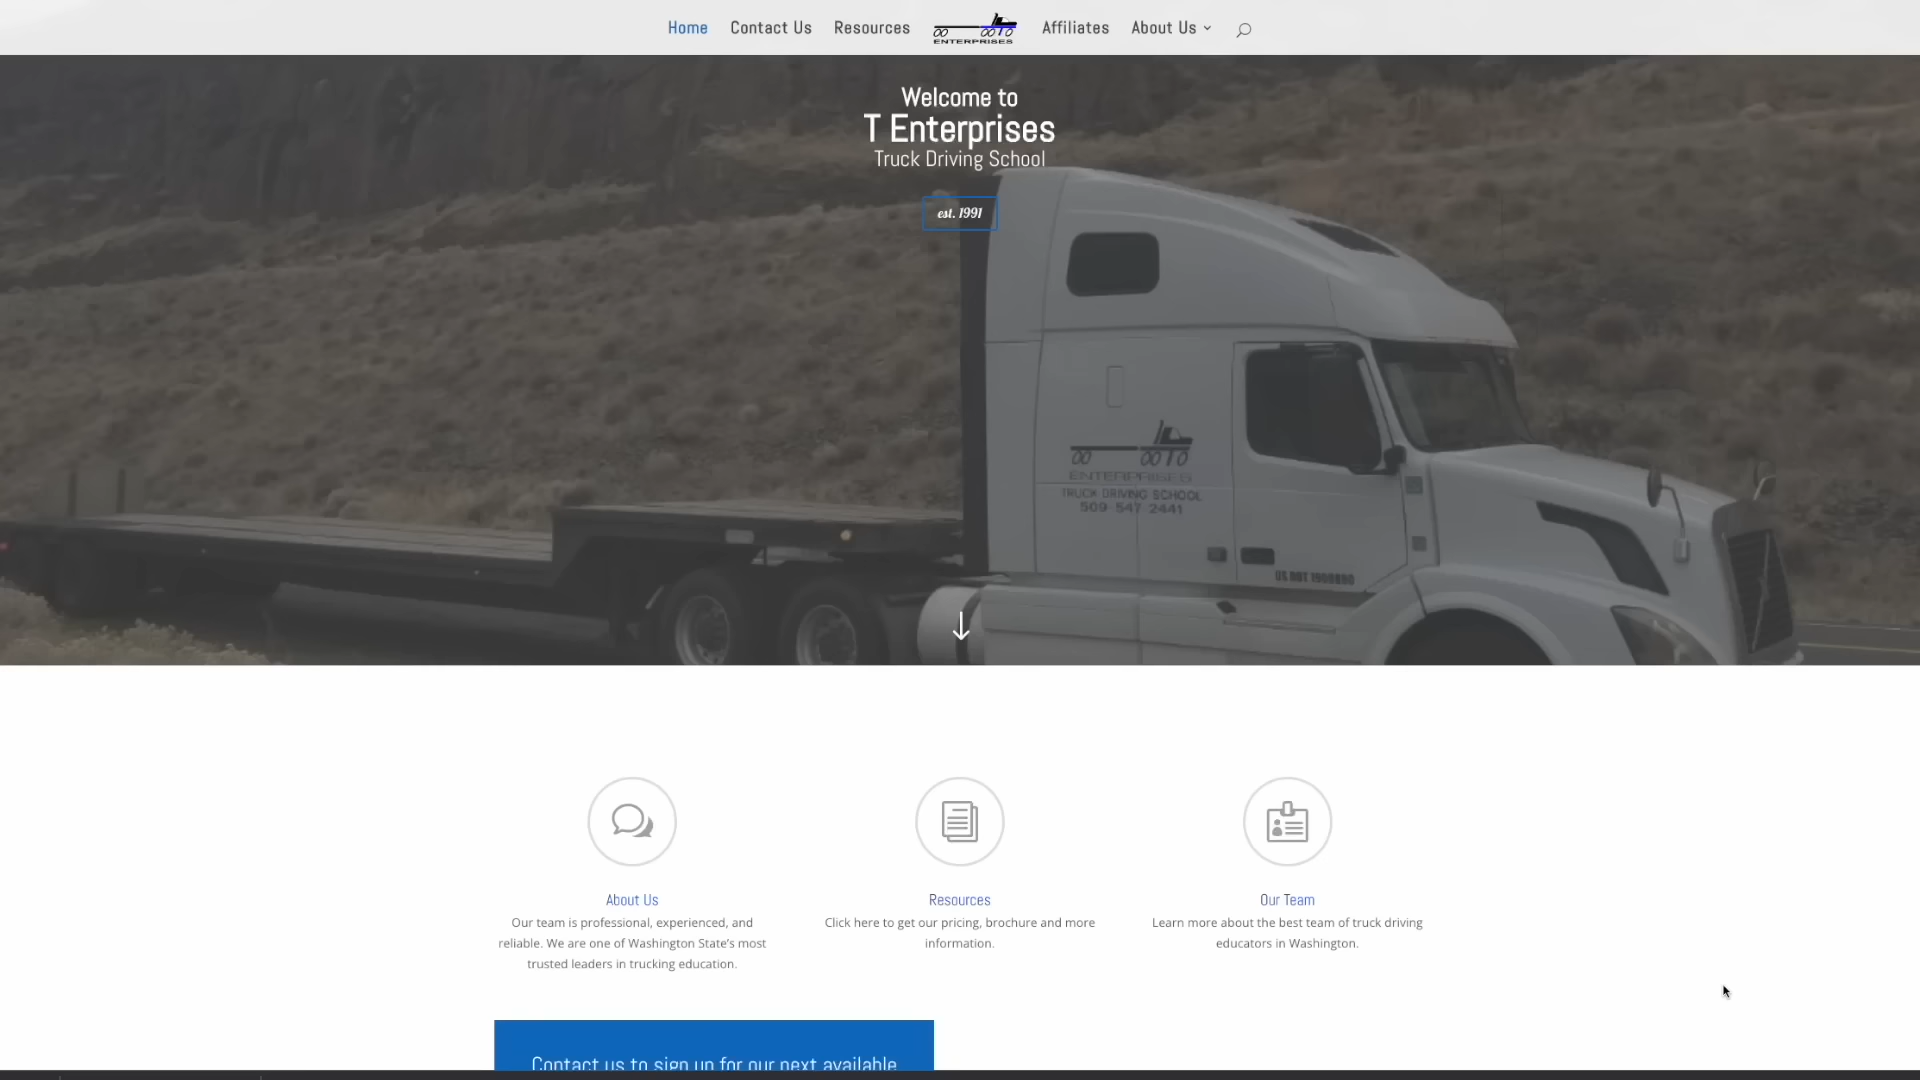 Home Contact Us Resources ENTERPRISES Affiliates About Us
Welcome to
T Enterprises
Truck Driving School
est. 1991
ENTERPRISES
TRUCK DRIVING SCHOOL
509-547-2441
About Us
Our team is professional, experienced, and
reliable. We are one of Washington State's most
trusted leaders in trucking education.
Resources
Click here to get our pricing, brochure and more
information.
Our Team
Learn more about the best team of truck driving
educators in Washington.
Contact us to sign up for our next available